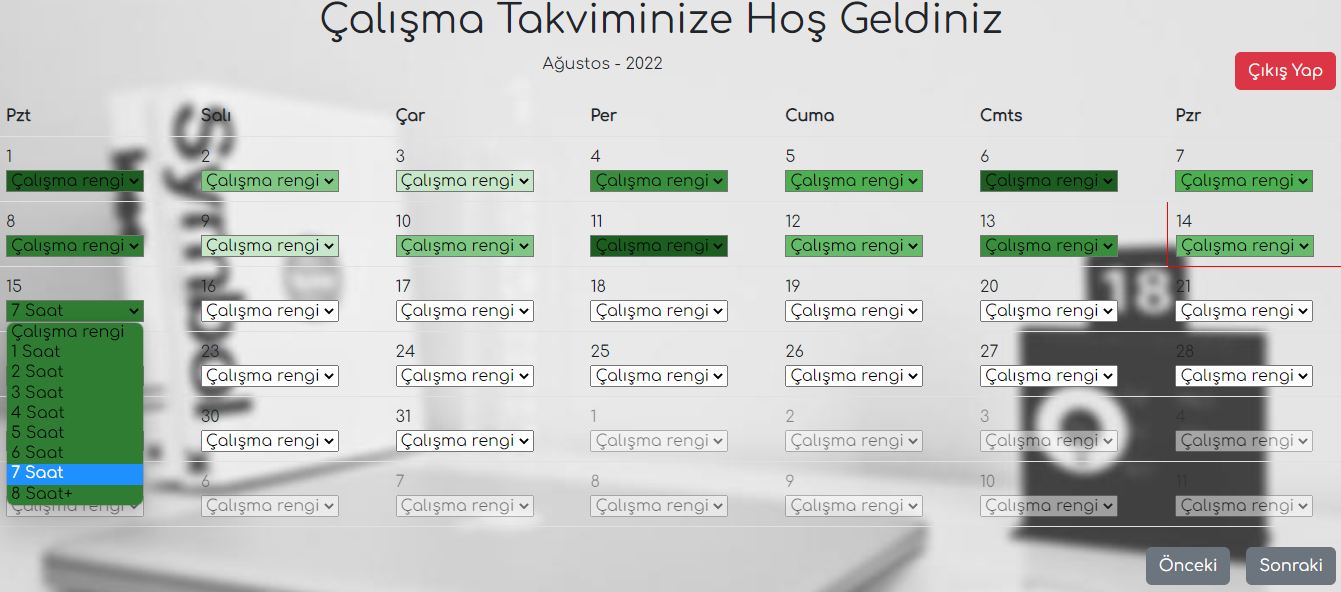 Çalışma Takviminize Hoş Geldiniz
Ağustos - 2022
Çıkış Yap
Pzt Salı Çar Per Cuma Cmts Pzr
1 2 3 4 5 6 7
Çalışma rengi Çalışma rengi Çalışma rengi Çalışma rengi Çalışma rengi Çalışma rengi Çalışma rengi
8 9 10 11 12 13 14
Çalışma rengi Çalışma rengi Çalışma rengi Çalışma rengi Çalışma rengi Çalışma rengi Çalışma rengi
15 16 17 18 19 20 21
7 Saat Çalışma rengi Çalışma rengi Çalışma rengi Çalışma rengi Çalışma rengi Çalışma rengi
Çalışma rengi
1 Saat
2 Saat
3 Saat
4 Saat
5 Saat
6 Saat
7 Saat
8 Saat+
23 24 25 26 27 28
Çalışma rengi Çalışma rengi Çalışma rengi Çalışma rengi Çalışma rengi Çalışma rengi
30 31 1 2 3 4
Çalışma rengi Çalışma rengi Çalışma rengi Çalışma rengi Çalışma rengi Çalışma rengi
6 7 8 9 10 11
Çalışma rengi Çalışma rengi Çalışma rengi Çalışma rengi Çalışma rengi Çalışma rengi Çalışma rengi
18
Önceki Sonraki